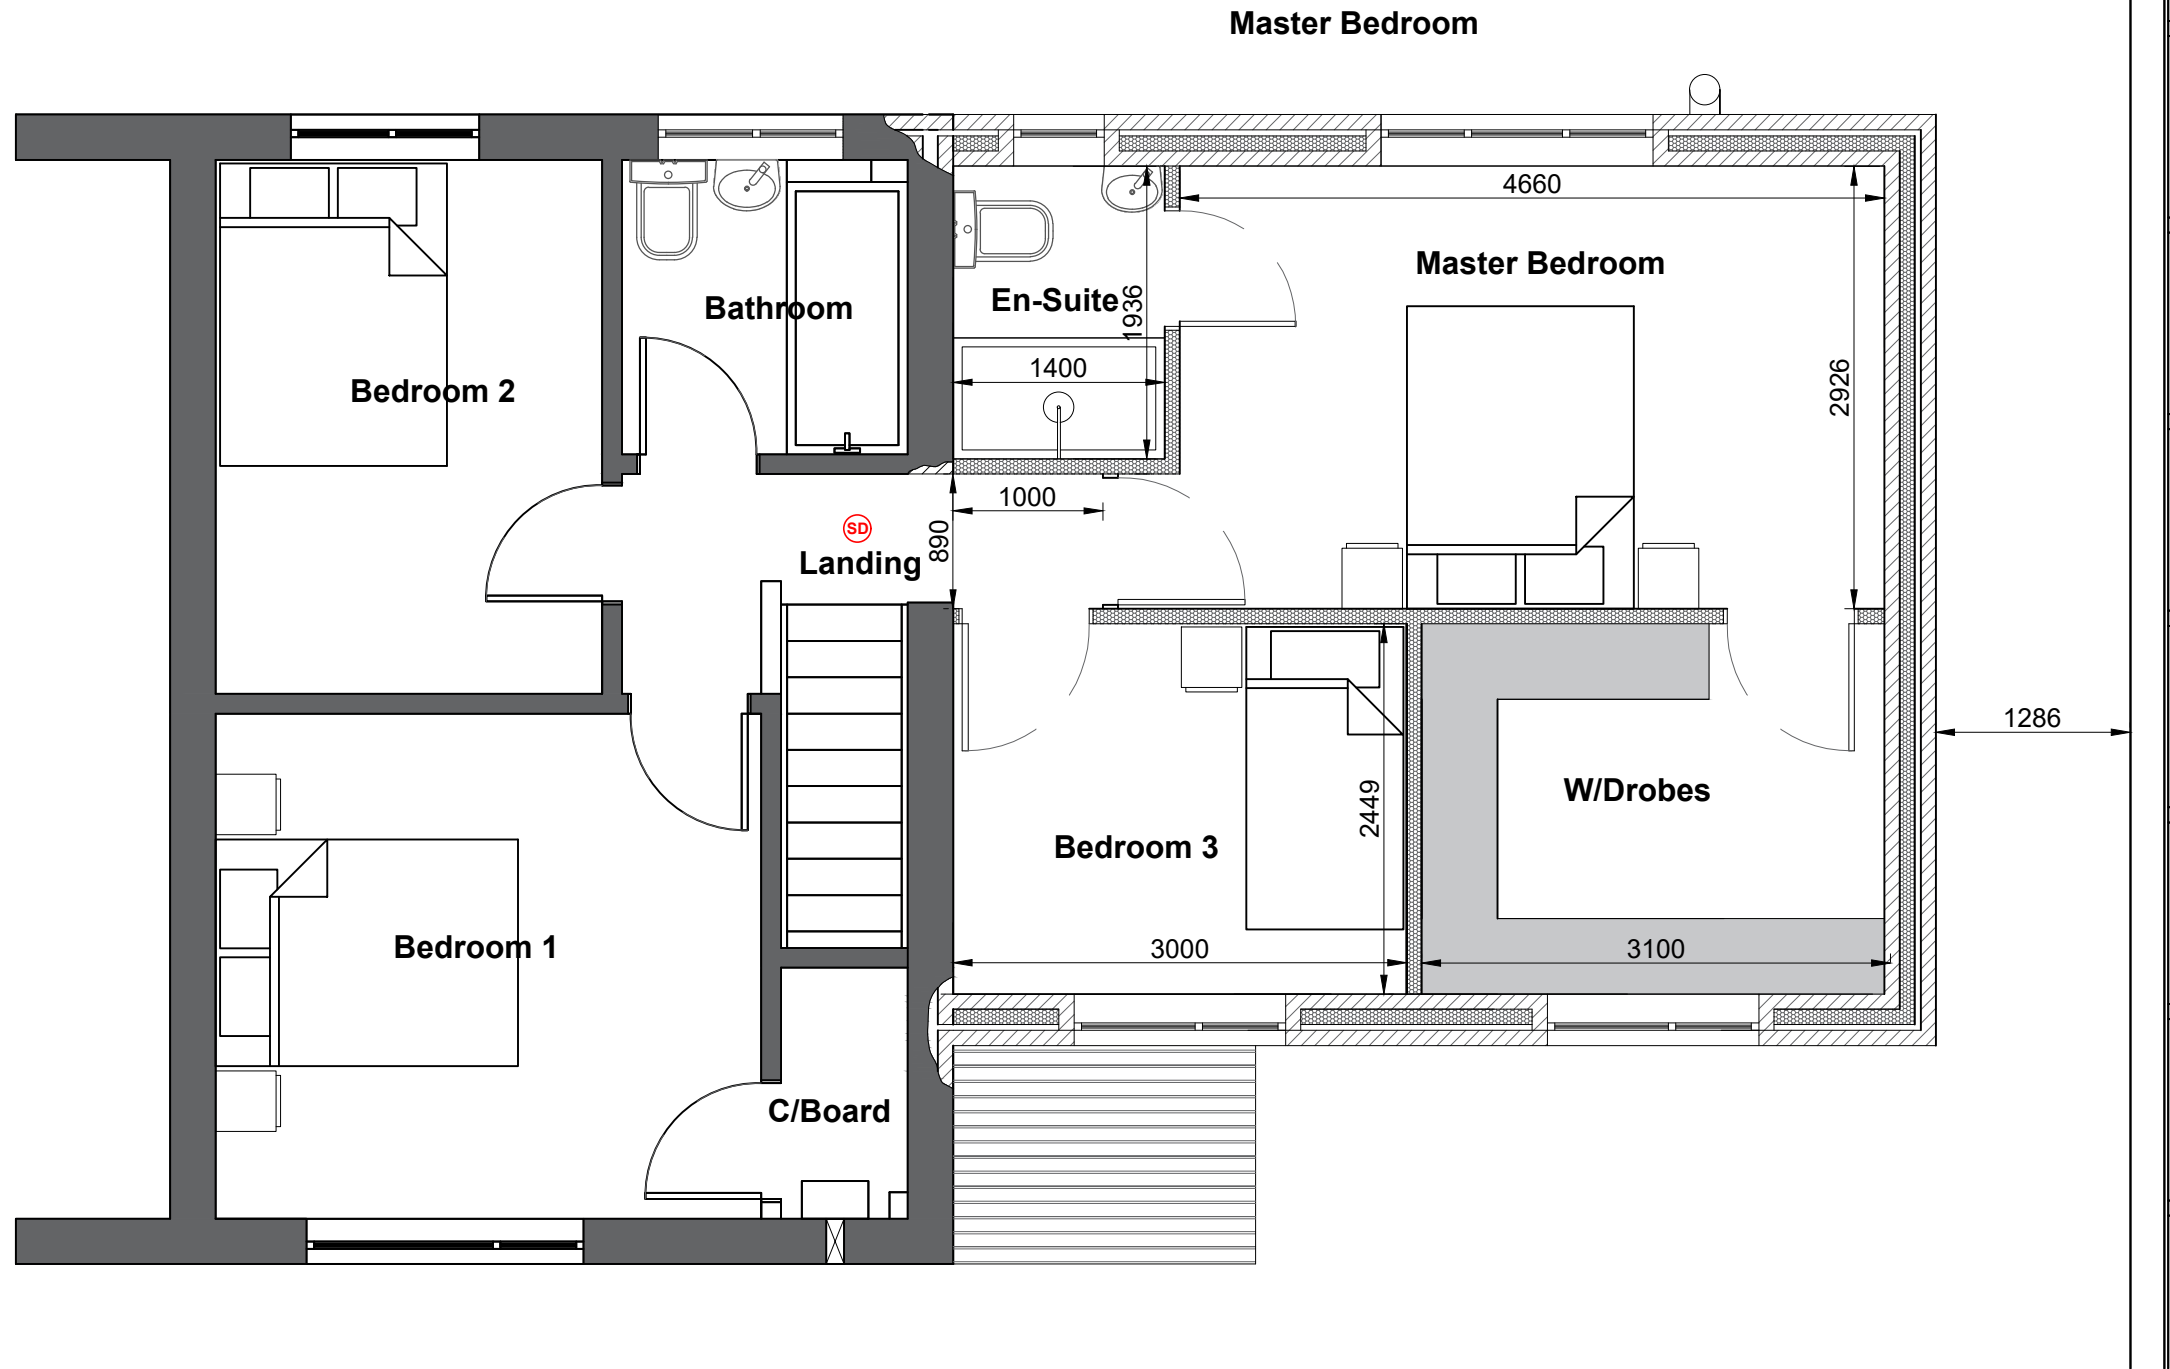 Master Bedroom
4660
Master Bedroom
En-Suite
1936
Bathroom
1400
2926
Bedroom 2
1000
SD
890
Landing
1286
W/Drobes
2449
Bedroom 3
Bedroom 1
3000
3100
C/Board